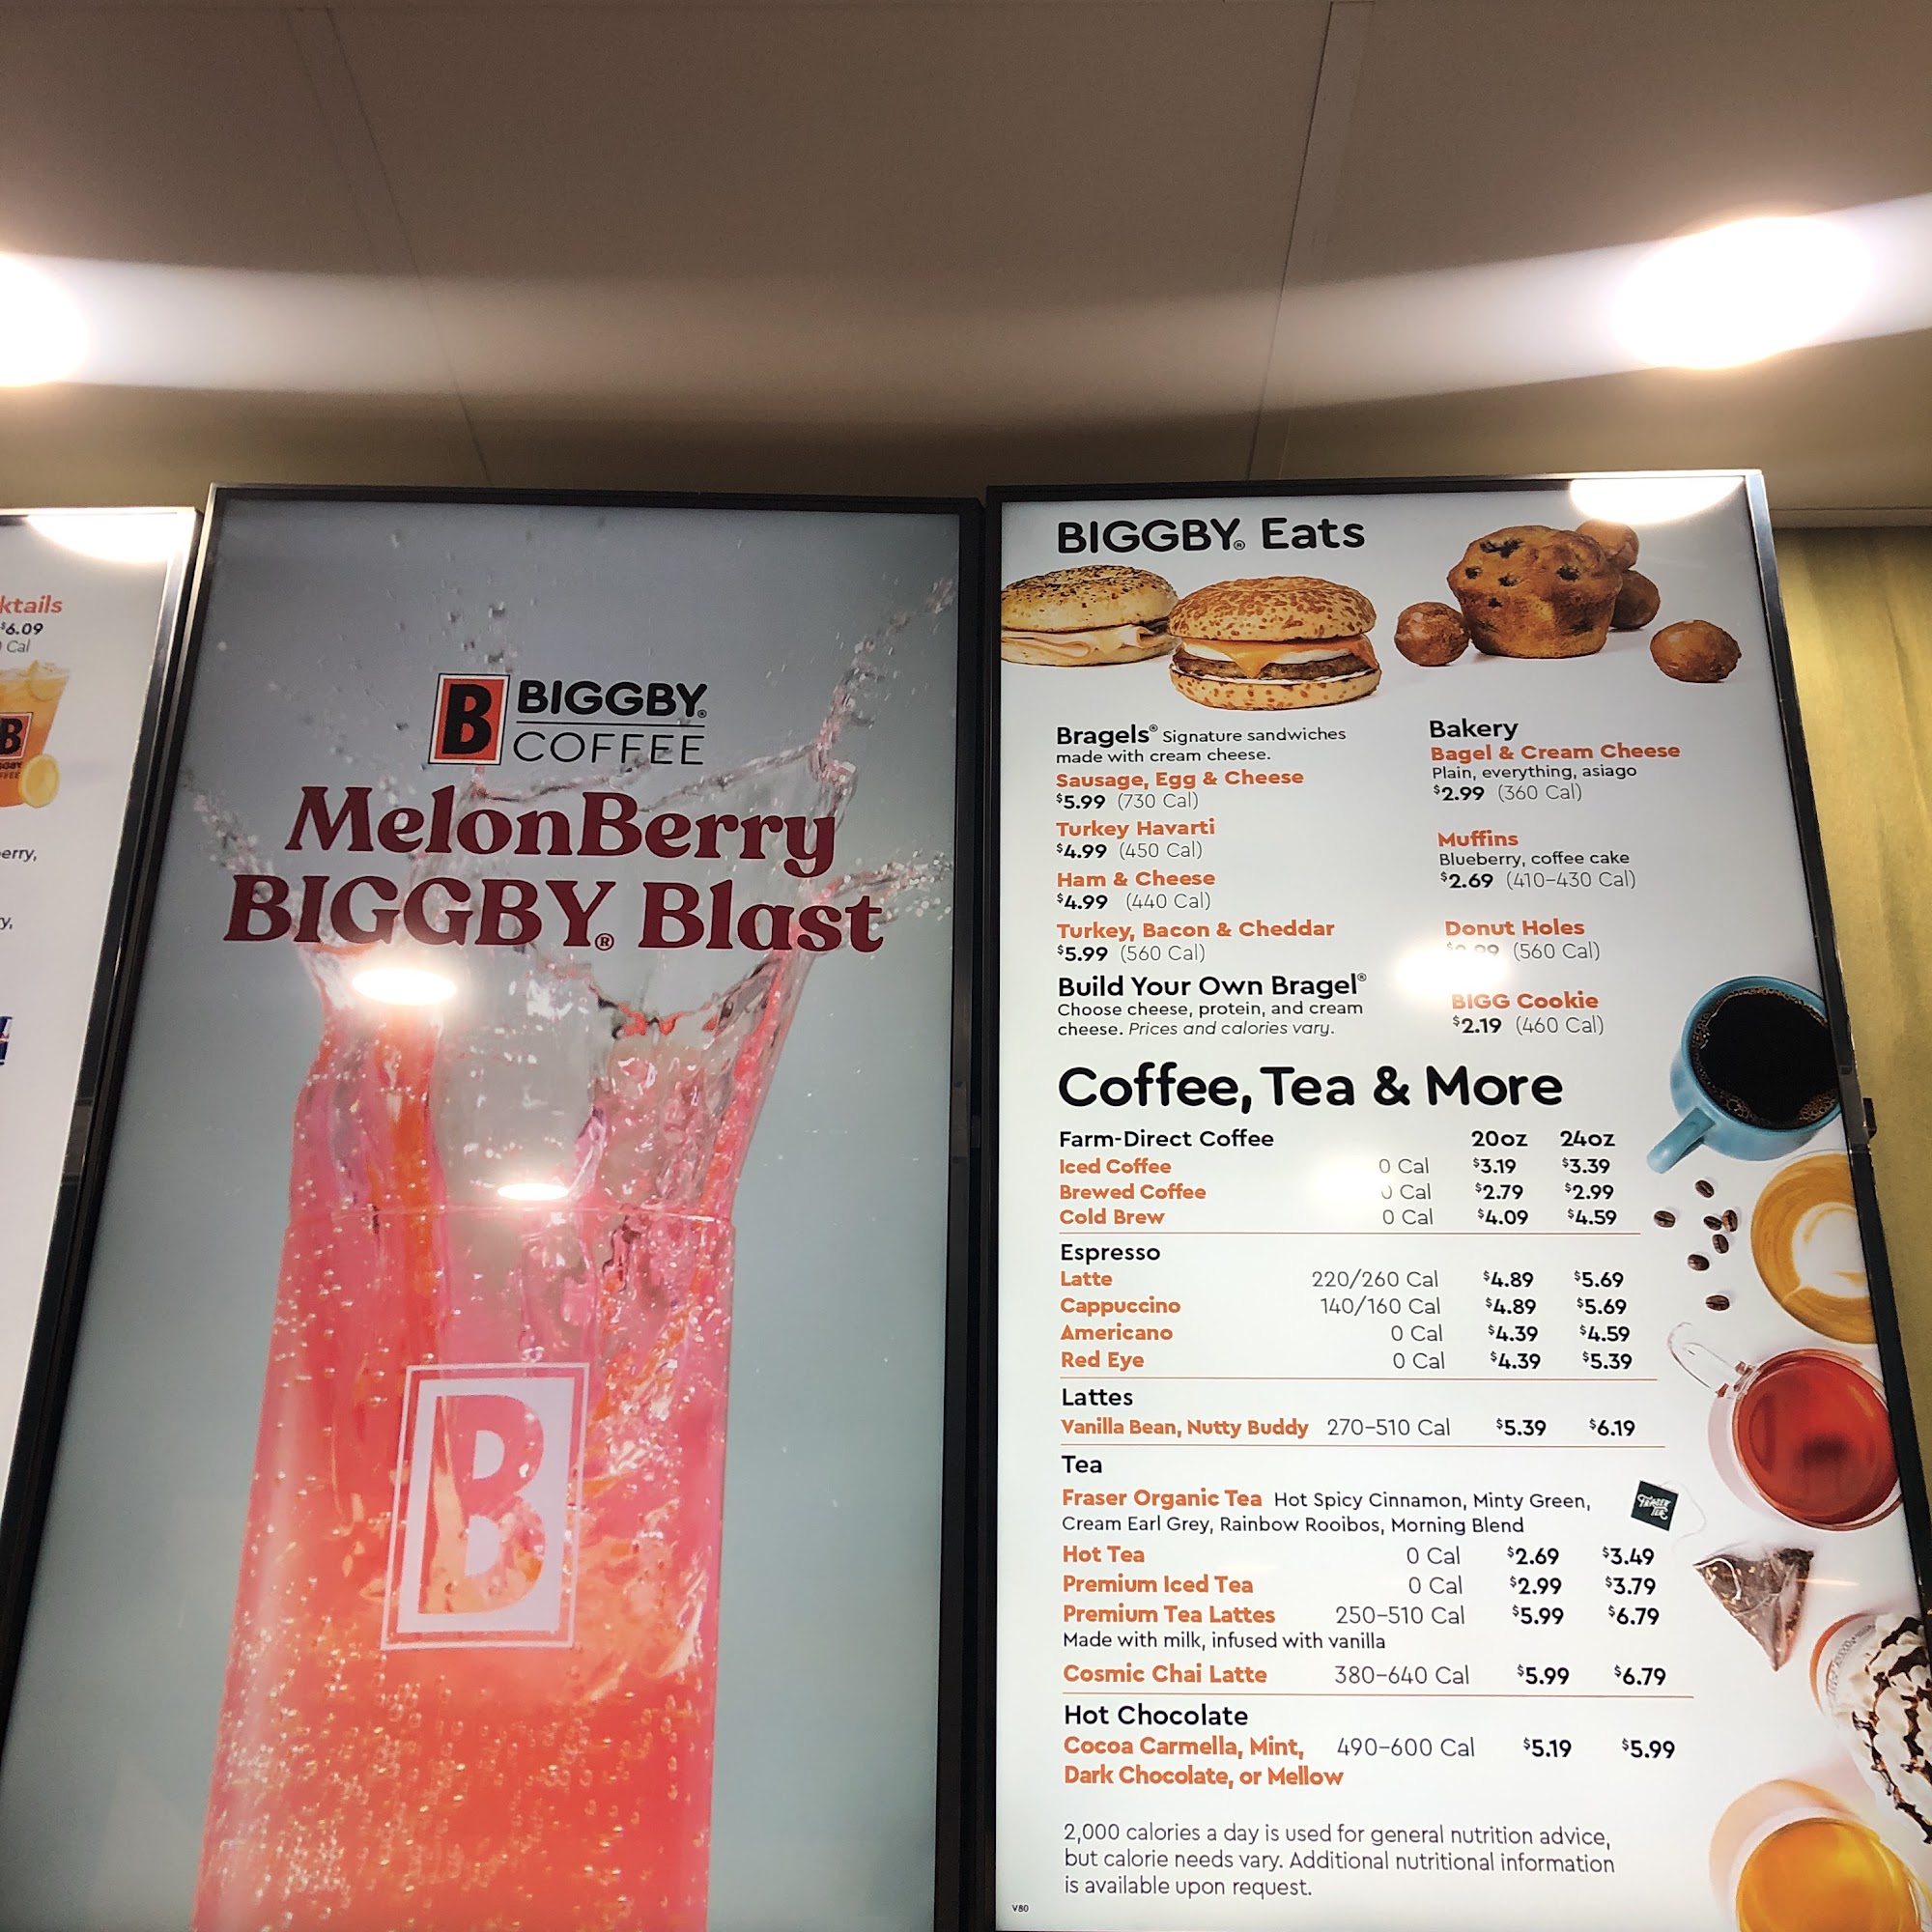 ktails
$6.09
Cal
B
erry,
y,
B BIGGBY®
COFFEE
MelonBerry
BIGGBY® Blast
B
BIGGBY® Eats
Bragels® Signature sandwiches
made with cream cheese.
Sausage, Egg & Cheese
$5.99 (730 Cal)
Turkey Havarti
$4.99 (450 Cal)
Ham & Cheese
$4.99 (440 Cal)
Turkey, Bacon & Cheddar
$5.99 (560 Cal)
Build Your Own Bragel®
Choose cheese, protein, and cream
cheese. Prices and calories vary.
Bakery
Bagel & Cream Cheese
Plain, everything, asiago
$2.99 (360 Cal)
Muffins
Blueberry, coffee cake
$2.69 (410-430 Cal)
Donut Holes
(560 Cal)
BIGG Cookie
$2.19 (460 Cal)
Coffee, Tea & More
Farm-Direct Coffee 20oz 24oz
Iced Coffee 0 Cal $3.19 $3.39
Brewed Coffee 0 Cal $2.79 $2.99
Cold Brew 0 Cal $4.09 $4.59
Espresso
Latte 220/260 Cal $4.89 $5.69
Cappuccino 140/160 Cal $4.89 $5.69
Americano 0 Cal $4.39 $4.59
Red Eye 0 Cal $4.39 $5.39
Lattes
Vanilla Bean, Nutty Buddy 270-510 Cal $5.39 $6.19
Tea
Fraser Organic Tea Hot Spicy Cinnamon, Minty Green,
Cream Earl Grey, Rainbow Rooibos, Morning Blend
Hot Tea 0 Cal $2.69 $3.49
Premium Iced Tea 0 Cal $2.99 $3.79
Premium Tea Lattes 250-510 Cal $5.99 $6.79
Made with milk, infused with vanilla
Cosmic Chai Latte 380-640 Cal $5.99 $6.79
Hot Chocolate
Cocoa Carmella, Mint, 490-600 Cal $5.19 $5.99
Dark Chocolate, or Mellow
2,000 calories a day is used for general nutrition advice,
but calorie needs vary. Additional nutritional information
is available upon request.
V80